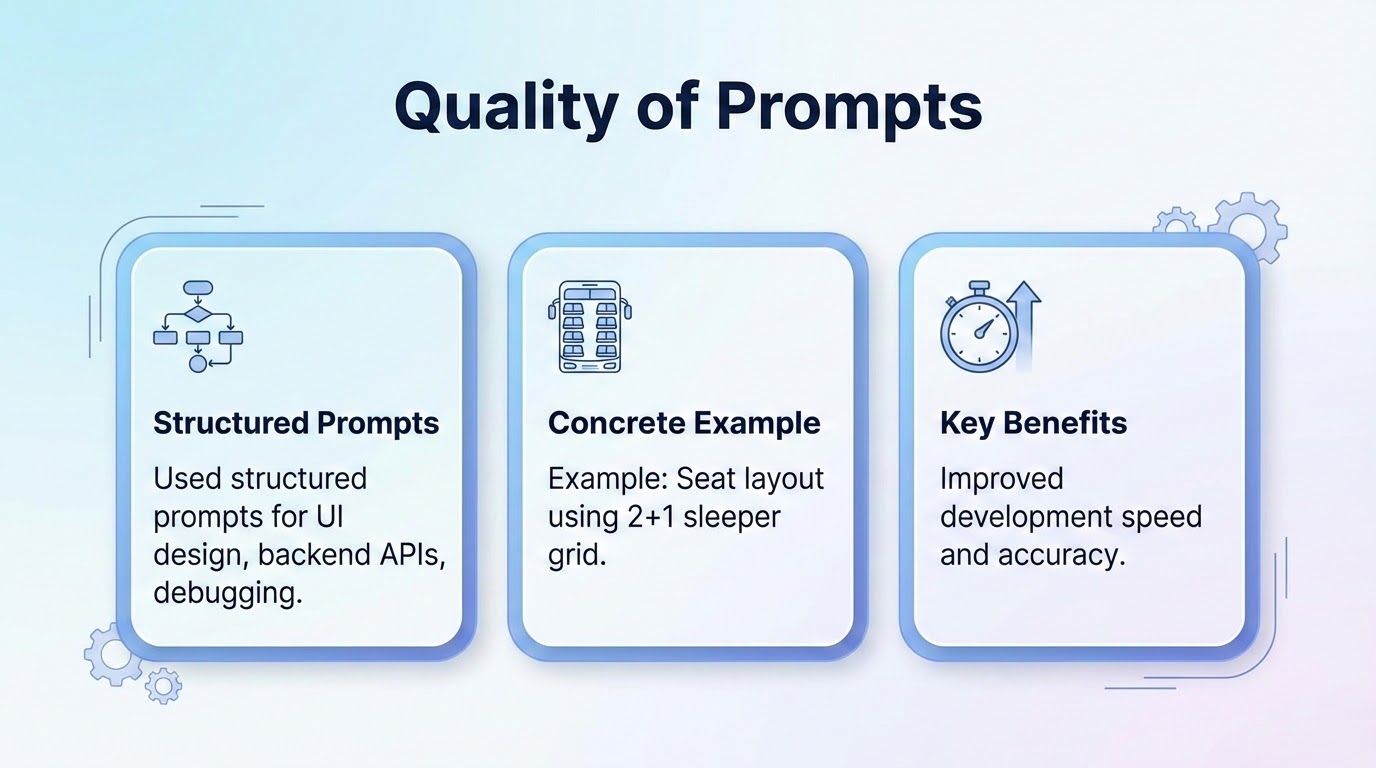 Quality of Prompts
Structured Prompts
Used structured
prompts for UI
design, backend APIs,
debugging.
Concrete Example
Example: Seat layout
using 2+1 sleeper
grid.
Key Benefits
Improved
development speed
and accuracy.